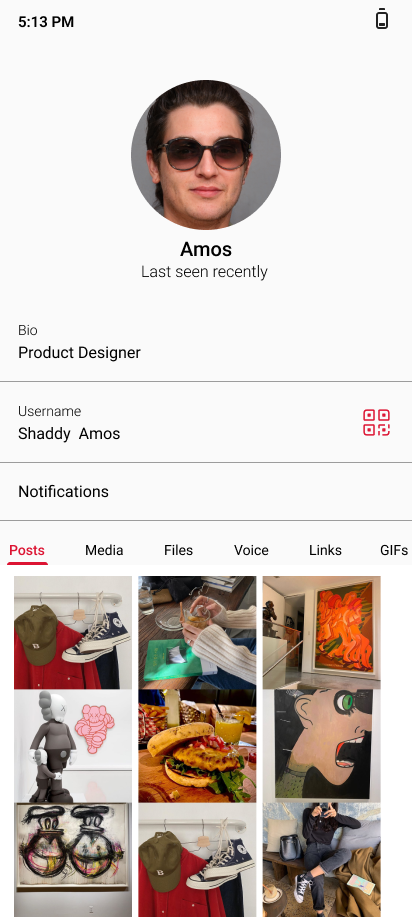 5:13 PM
Amos
Last seen recently
Bio
Product Designer
Username
Shaddy Amos
Notifications
Posts Media Files Voice Links GIFs